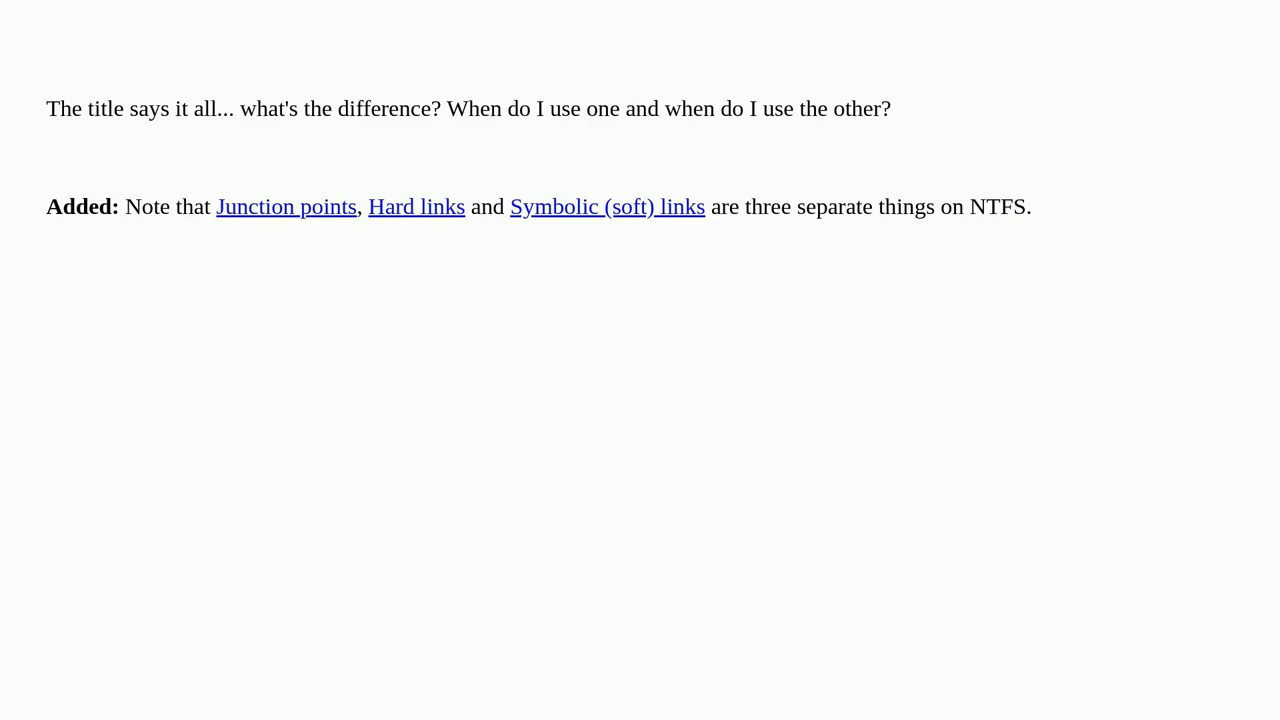 The title says it all... what's the difference? When do I use one and when do I use the other?
Added: Note that Junction points, Hard links and Symbolic (soft) links are three separate things on NTFS.